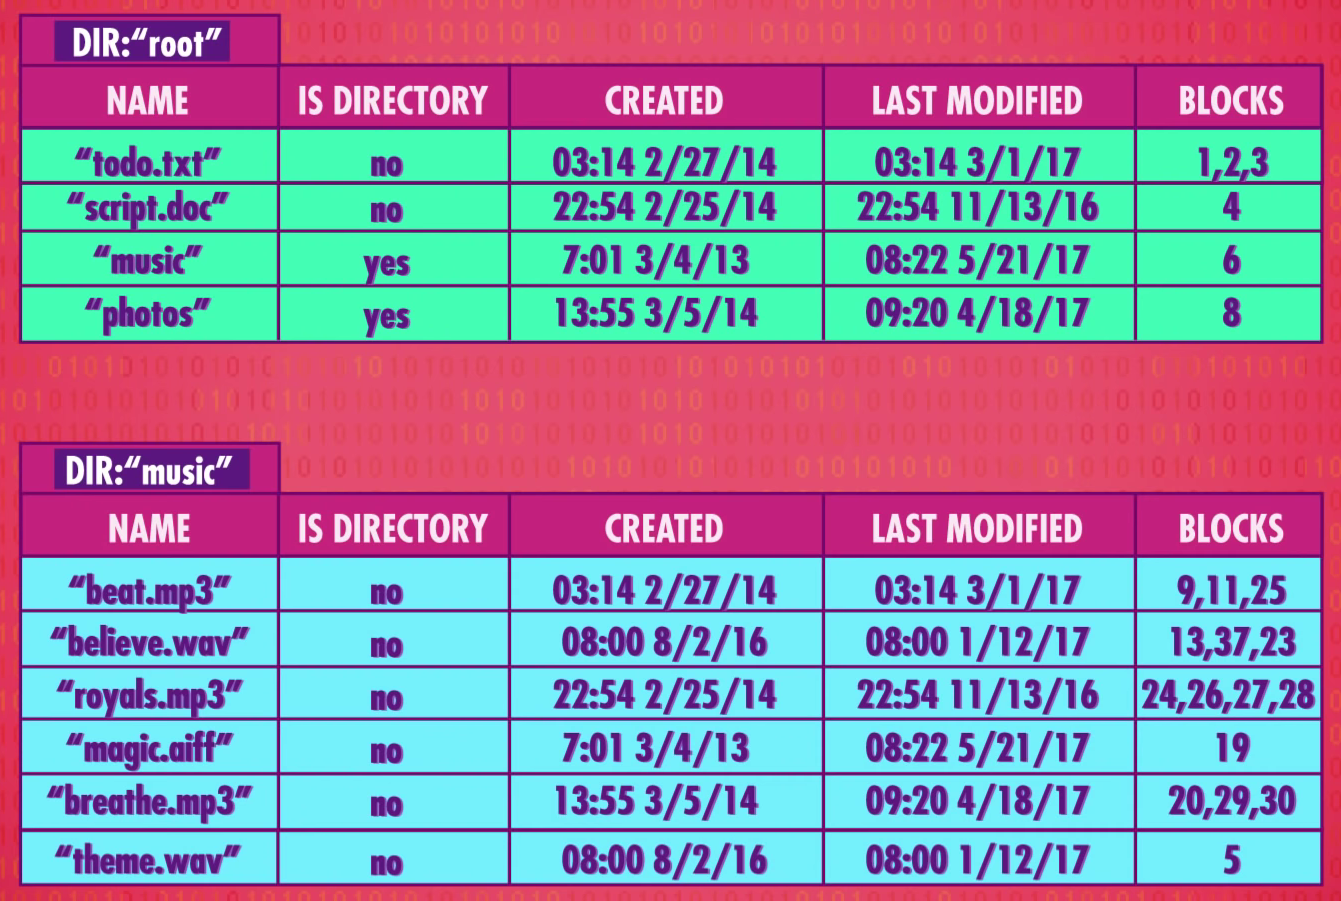 DIR:“root”
NAME IS DIRECTORY CREATED LAST MODIFIED BLOCKS
“todo.txt” no 03:14 2/27/14 03:14 3/1/17 1,2,3
“script.doc” no 22:54 2/25/14 22:54 11/13/16 4
“music” yes 7:01 3/4/13 08:22 5/21/17 6
“photos” yes 13:55 3/5/14 09:20 4/18/17 8
DIR:“music”
NAME IS DIRECTORY CREATED LAST MODIFIED BLOCKS
“beat.mp3” no 03:14 2/27/14 03:14 3/1/17 9,11,25
“believe.wav” no 08:00 8/2/16 08:00 1/12/17 13,37,23
“royals.mp3” no 22:54 2/25/14 22:54 11/13/16 24,26,27,28
“magic.aiff” no 7:01 3/4/13 08:22 5/21/17 19
“breathe.mp3” no 13:55 3/5/14 09:20 4/18/17 20,29,30
“theme.wav” no 08:00 8/2/16 08:00 1/12/17 5